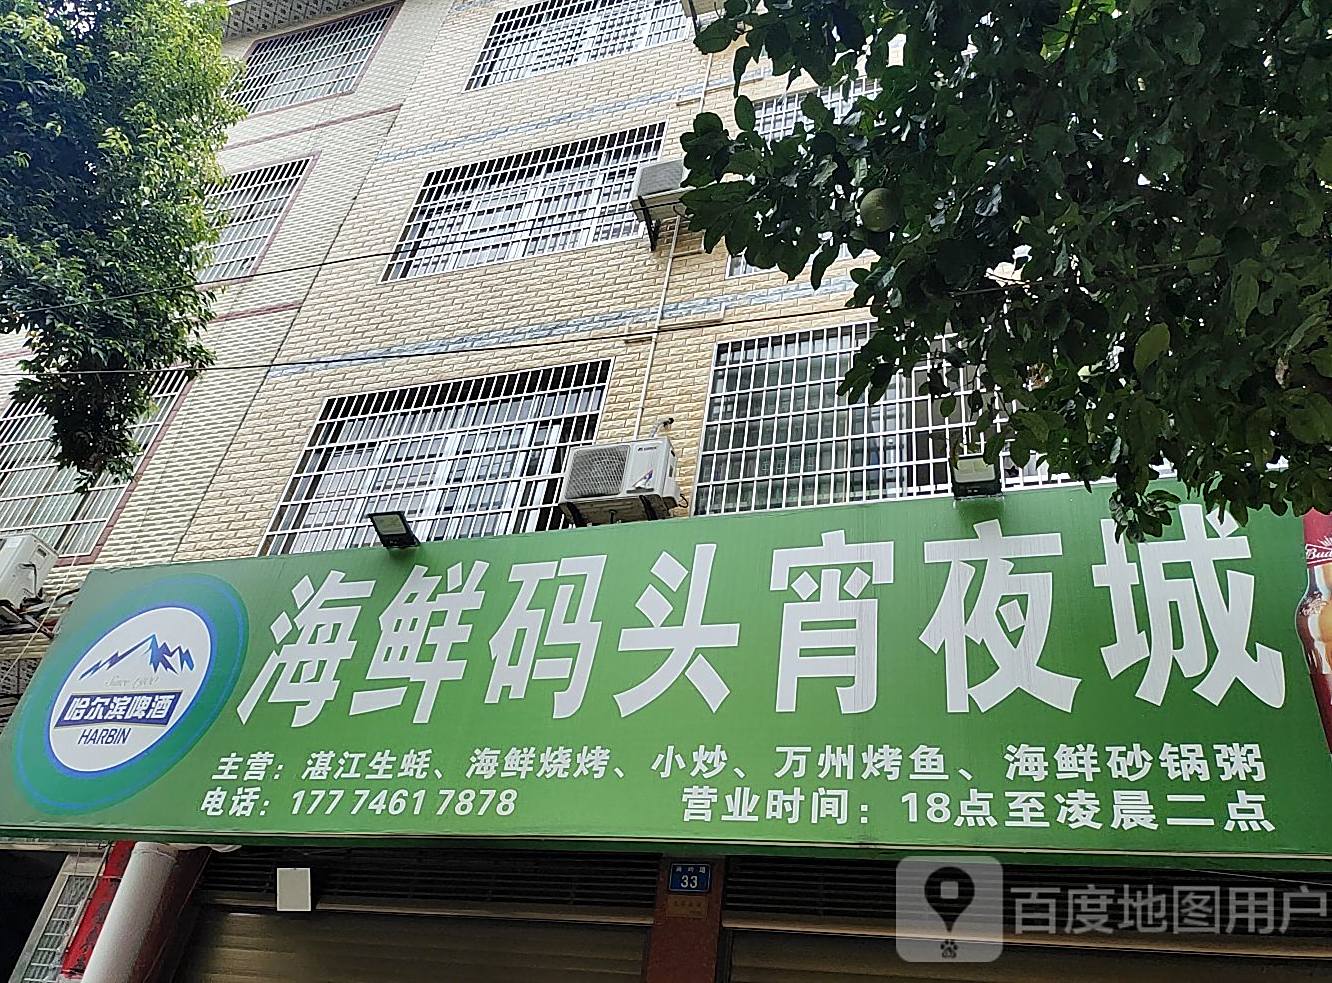 海鲜码头宵夜城
Since 1900
哈尔滨啤酒
HARBIN
主营：湛江生蚝、海鲜烧烤、小炒、万州烤鱼、海鲜砂锅粥
电话：177 7461 7878
营业时间：18点至凌晨二点
Bud
33
百度地图用户